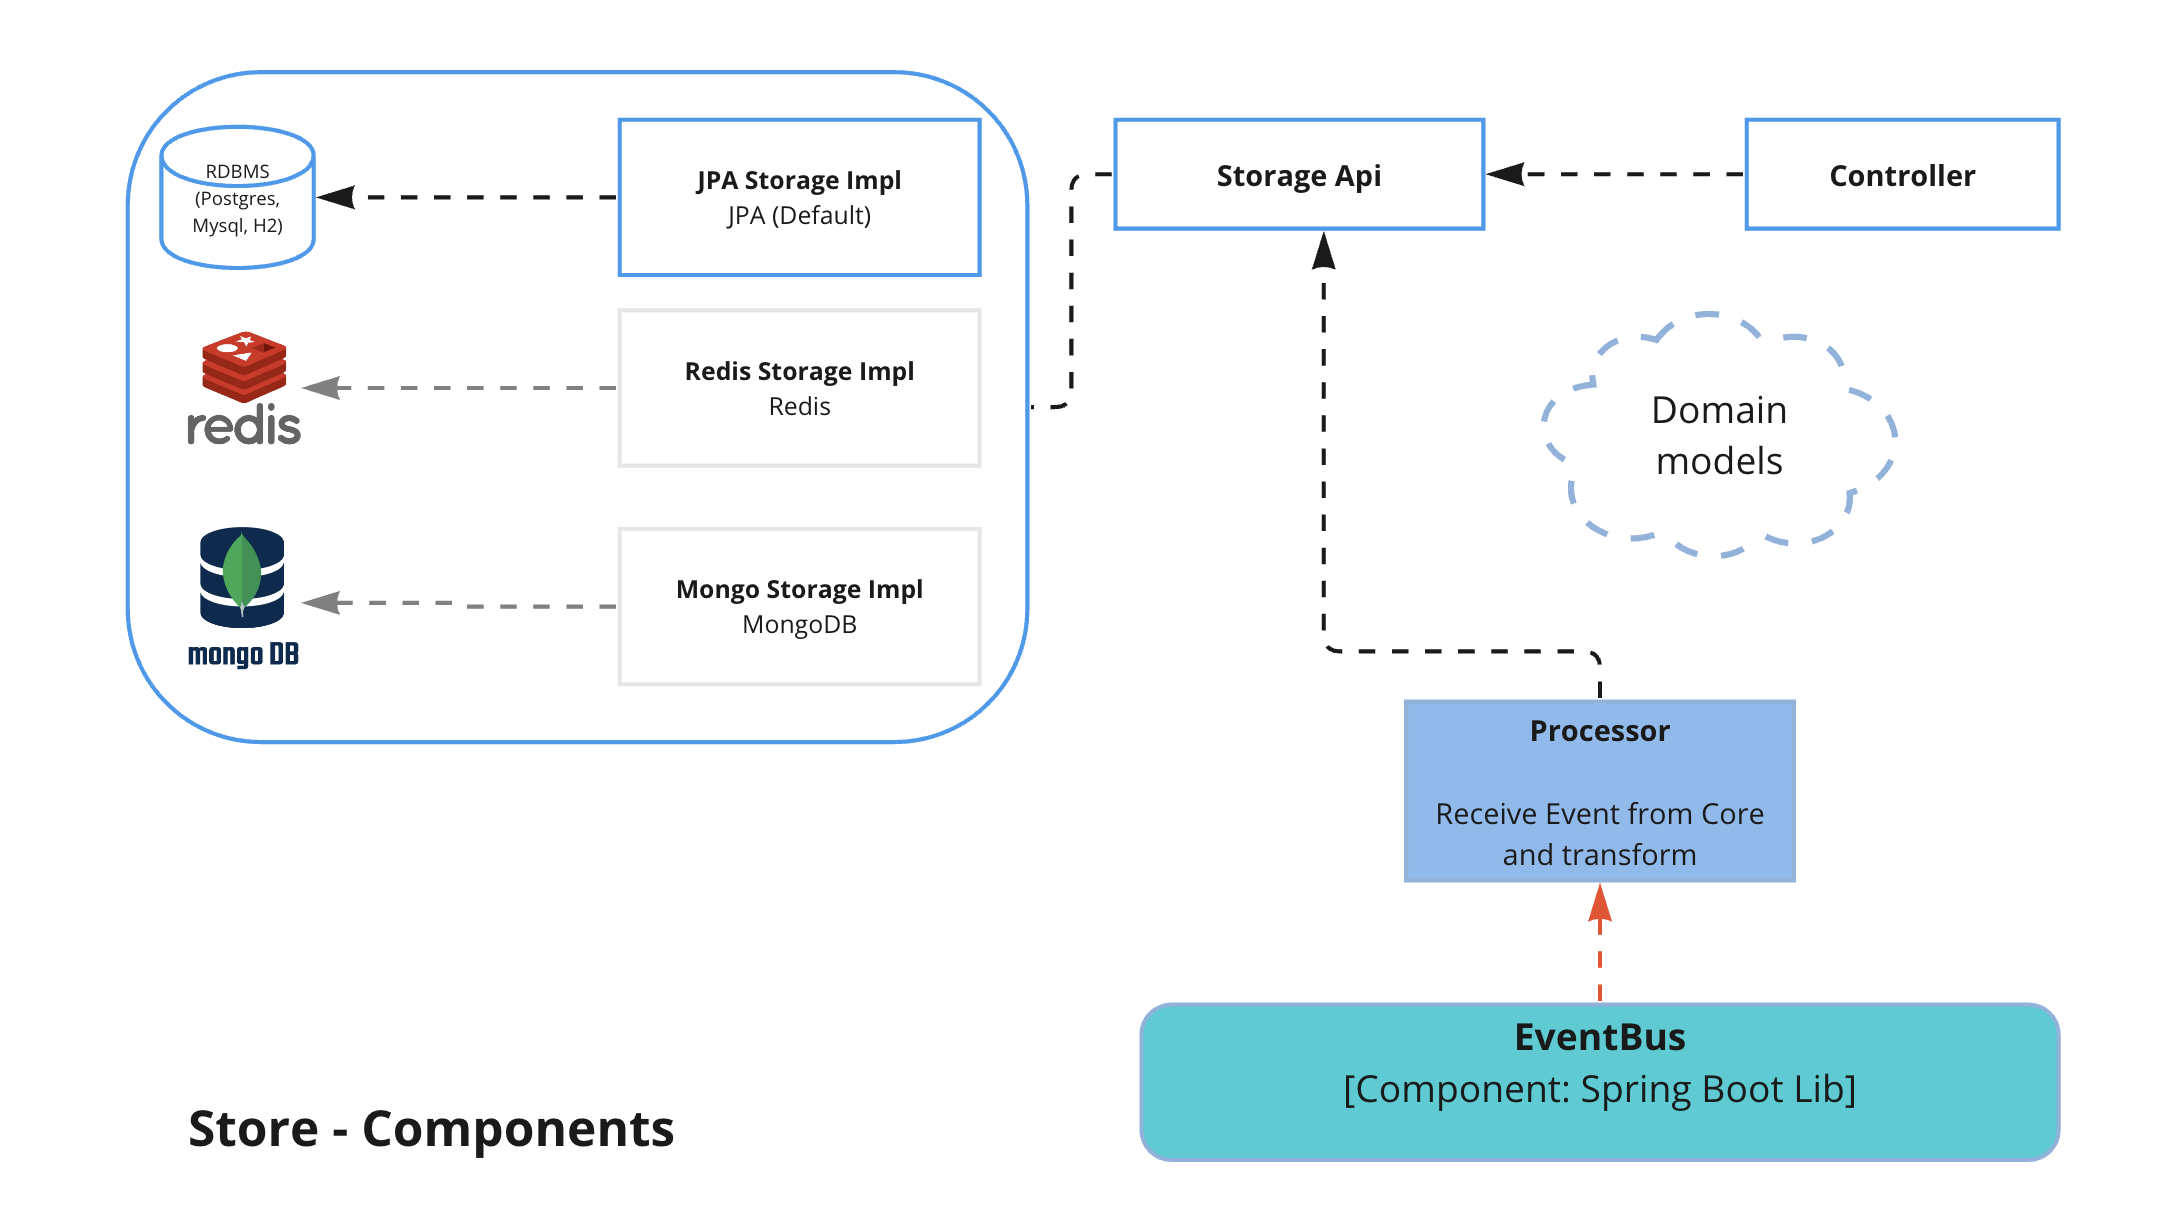 RDBMS
(Postgres,
Mysql, H2)
JPA Storage Impl
JPA (Default)
redis
Redis Storage Impl
Redis
mongo DB
Mongo Storage Impl
MongoDB
Storage Api
Controller
Domain
models
Processor
Receive Event from Core
and transform
EventBus
[Component: Spring Boot Lib]
Store - Components